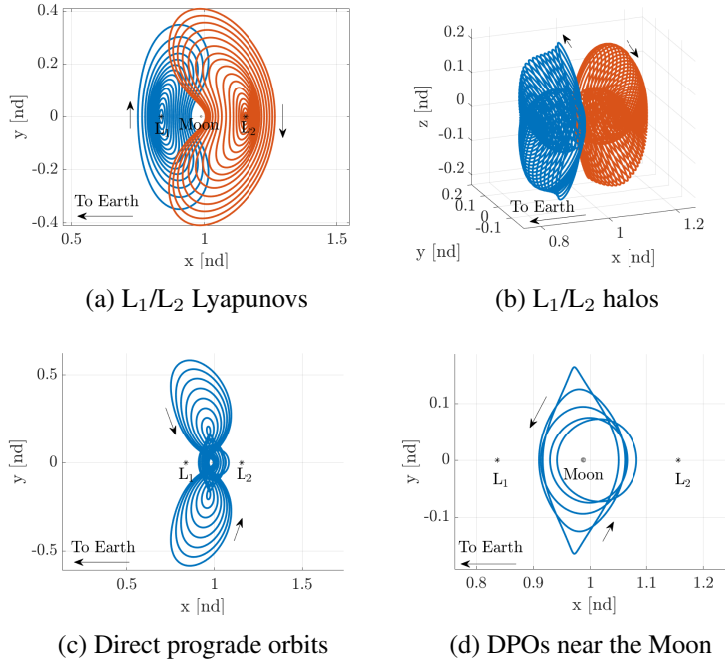 0.4
0.2
0
-0.2
-0.4
y [nd]
L1
Moon
L2
To Earth
0.5
1
1.5
x [nd]
(a) L₁/L₂ Lyapunovs
0.2
0.1
0
-0.1
-0.2
z [nd]
0.2
0.1
0
-0.1
y [nd]
To Earth
0.8
1
1.2
x [nd]
(b) L₁/L₂ halos
0.5
0
-0.5
y [nd]
L₁
L₂
To Earth
0.5
1
1.5
x [nd]
(c) Direct prograde orbits
0.1
0
-0.1
y [nd]
L₁
Moon
L₂
To Earth
0.8
0.9
1
1.1
1.2
x [nd]
(d) DPOs near the Moon